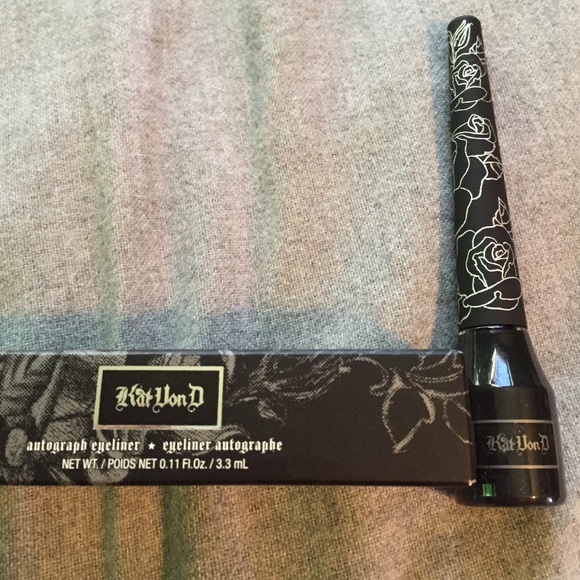 Kat Von D
autograph eyeliner ★ eyeliner autographe
NET WT. / POIDS NET 0.11 Fl.Oz. / 3.3 mL
Kat Von D